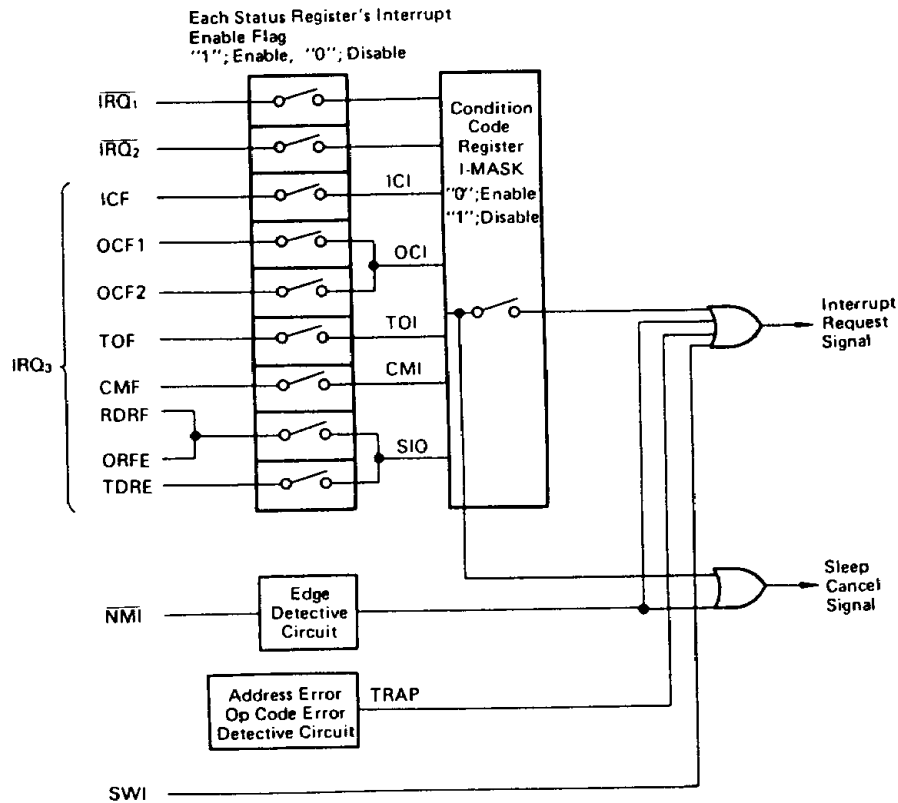 Each Status Register's Interrupt
Enable Flag
"1"; Enable, "0"; Disable
IRQ1
IRQ2
ICF
OCF1
OCF2
TOF
CMF
RDRF
ORFE
TDRE
IRQ3
ICI
OCI
TOI
CMI
SIO
Condition
Code
Register
I-MASK
"0";Enable
"1";Disable
Interrupt
Request
Signal
Sleep
Cancel
Signal
NMI
Edge
Detective
Circuit
Address Error
Op Code Error
Detective Circuit
TRAP
SWI